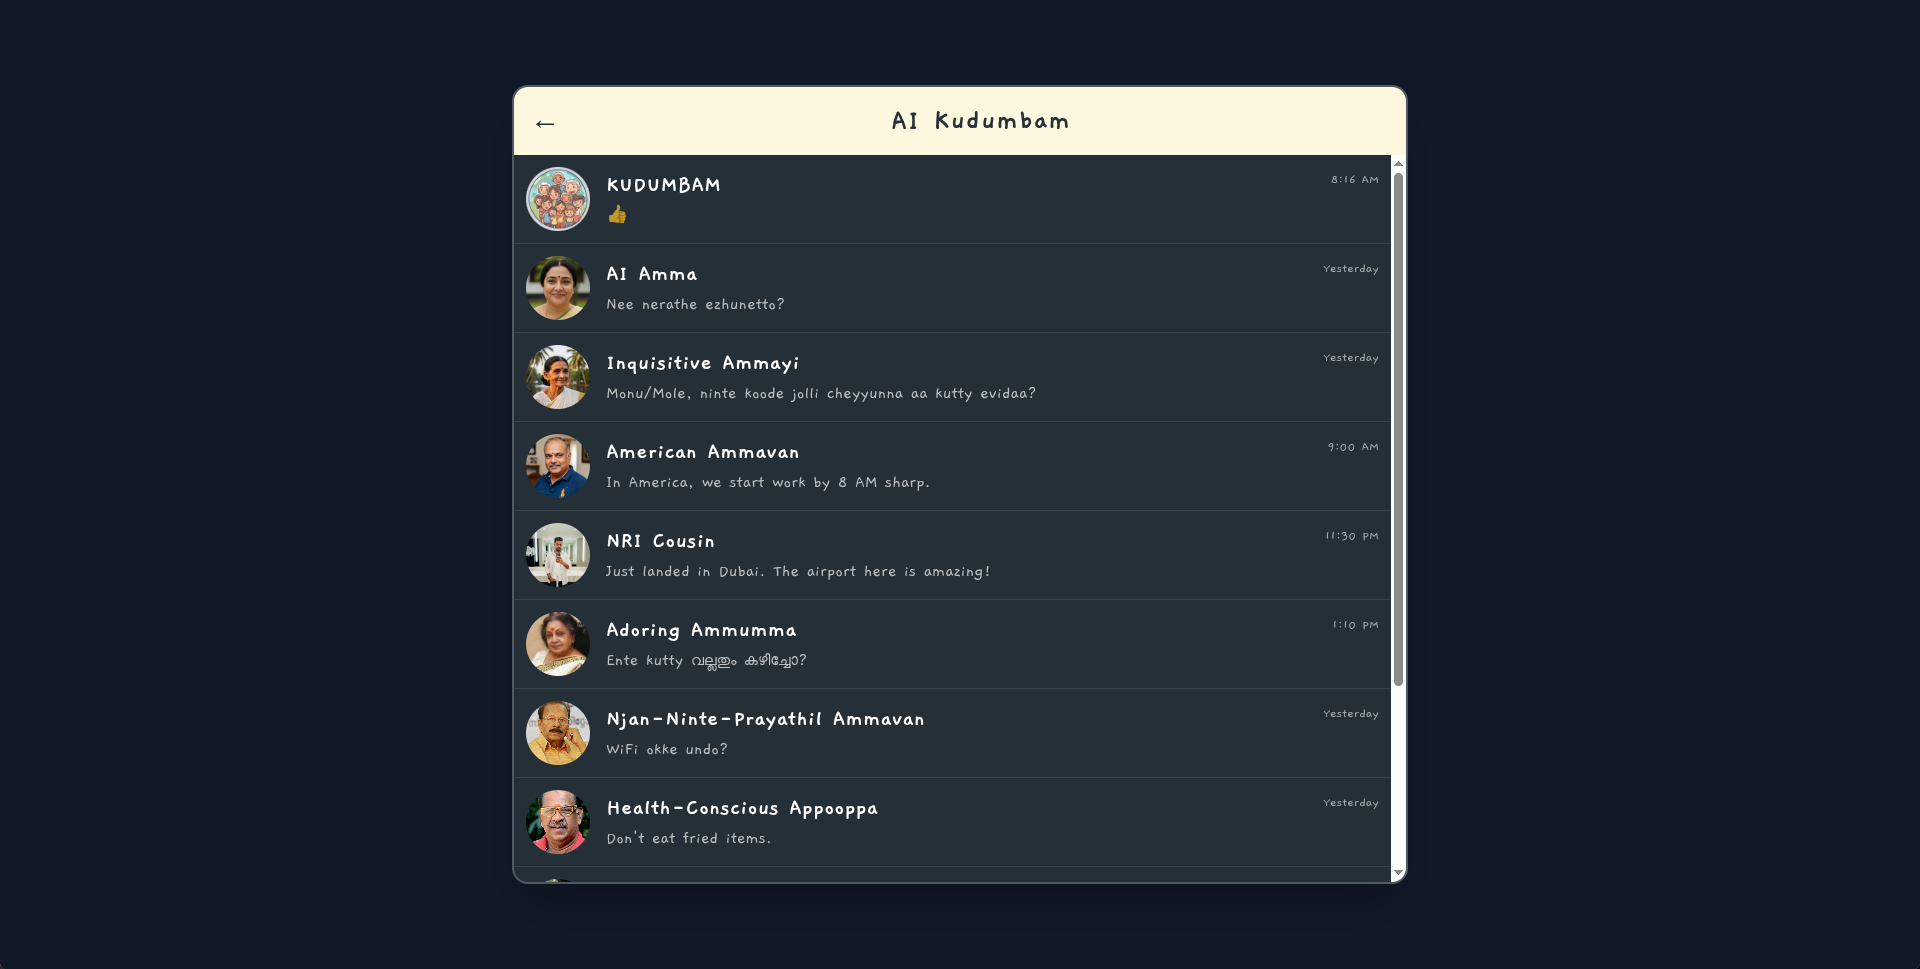 ← AI Kudumbam
KUDUMBAM 8:16 AM
👍
AI Amma Yesterday
Nee nerathe ezhunetto?
Inquisitive Ammayi Yesterday
Monu/Mole, ninte koode jolli cheyyunna aa kutty evidaa?
American Ammavan 9:00 AM
In America, we start work by 8 AM sharp.
NRI Cousin 11:30 PM
Just landed in Dubai. The airport here is amazing!
Adoring Ammumma 1:10 PM
Ente kutty വല്ലതും കഴിച്ചോ?
Njan-Ninte-Prayathil Ammavan Yesterday
WiFi okke undo?
Health-Conscious Appooppa Yesterday
Don't eat fried items.